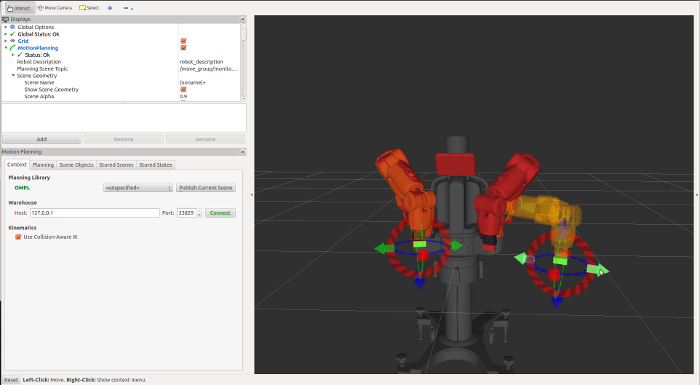 Interact Move Camera Select
Displays
Global Options
Global Status: Ok
Grid
MotionPlanning
Status: Ok
Robot Description robot_description
Planning Scene Topic /move_group/monito...
Scene Geometry
Scene Name (noname)+
Show Scene Geometry
Scene Alpha 0.9
Add Remove Rename
Motion Planning
Context Planning Scene Objects Stored Scenes Stored States
Planning Library
OMPL <unspecified> Publish Current Scene
Warehouse
Host: 127.0.0.1 Port: 33829 Connect
Kinematics
Use Collision-Aware IK
Reset Left-Click: Move. Right-Click: Show context menu.